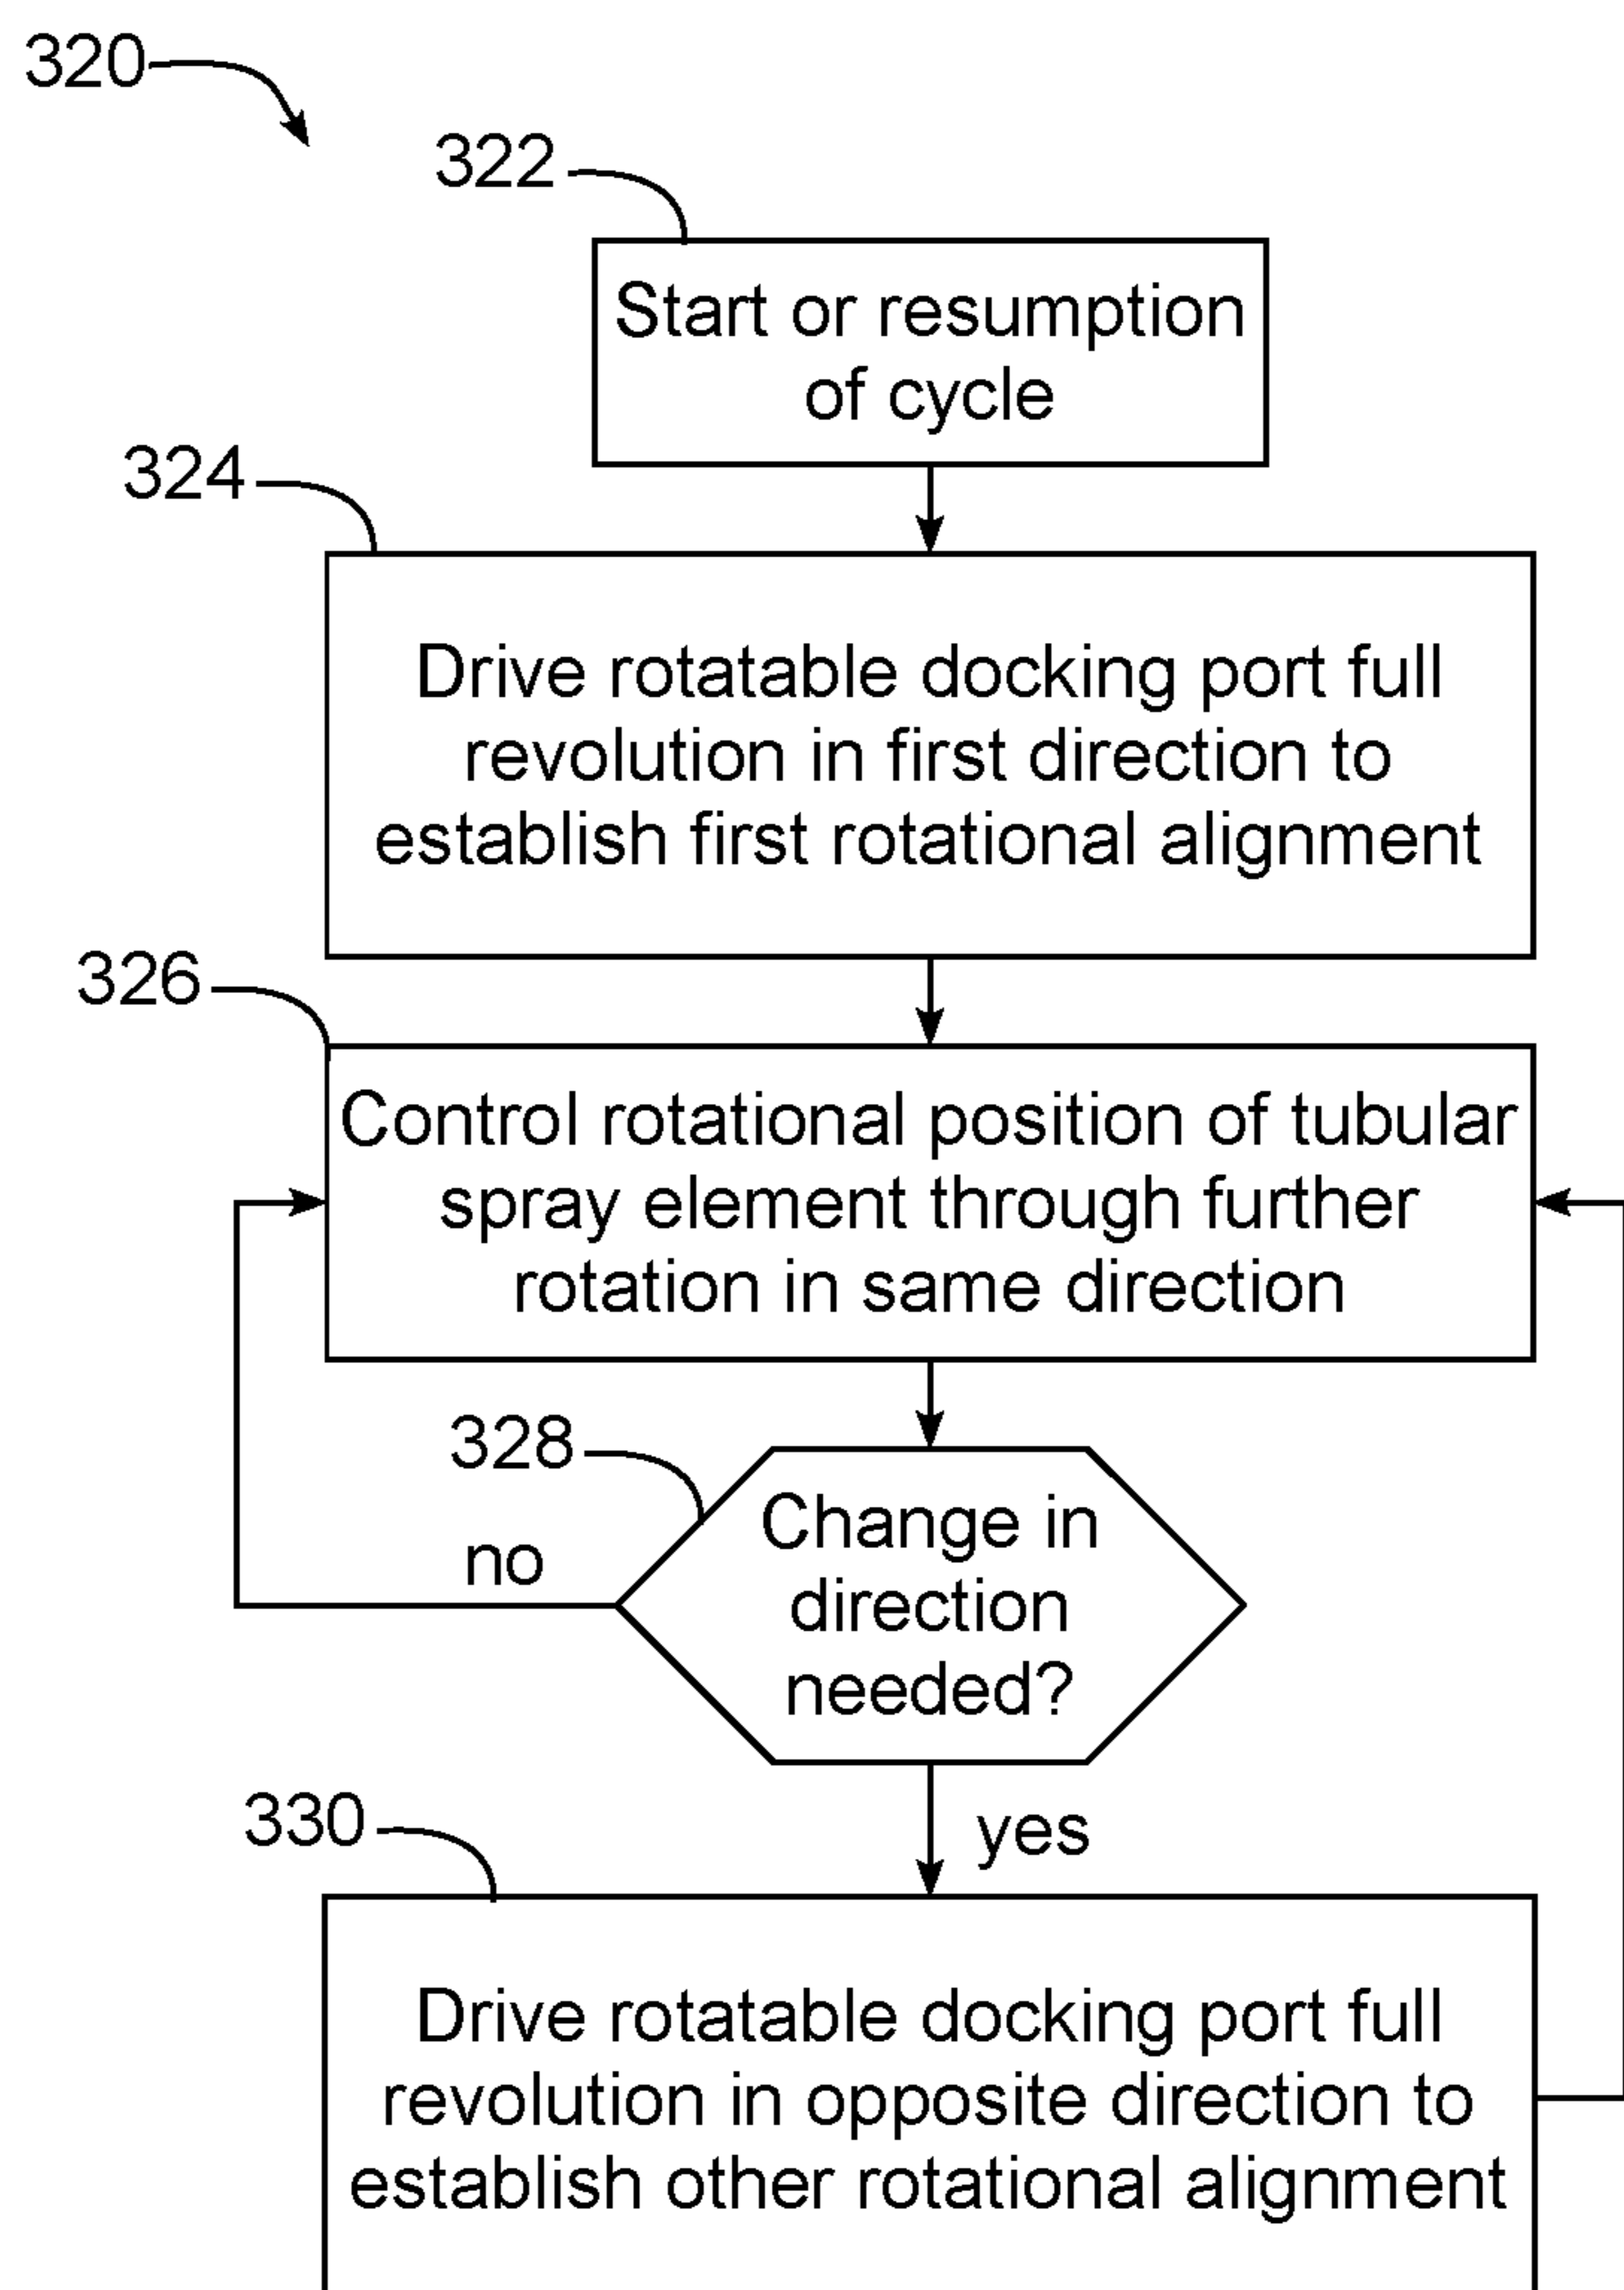 320
322
Start or resumption
of cycle
324
Drive rotatable docking port full
revolution in first direction to
establish first rotational alignment
326
Control rotational position of tubular
spray element through further
rotation in same direction
328
no
Change in
direction
needed?
yes
330
Drive rotatable docking port full
revolution in opposite direction to
establish other rotational alignment